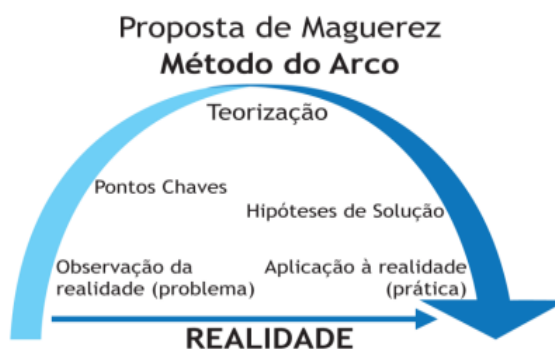 Proposta de Maguerez
Método do Arco
Teorização
Pontos Chaves
Hipóteses de Solução
Observação da
realidade (problema)
Aplicação à realidade
(prática)
REALIDADE